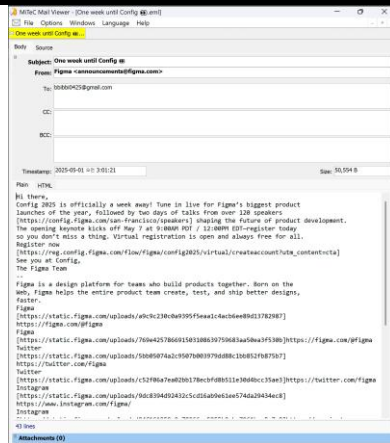 MiTeC Mail Viewer - [One week until Config .eml]
File Options Windows Language Help
One week until Config
Body Source
Subject: One week until Config
From: Figma <announcements@figma.com>
To: bbibbi0425@gmail.com
CC:
BCC:
Timestamp: 2025-05-01 오전 3:01:21 Size: 50,554 B
Plain HTML
Hi there,
Config 2025 is officially a week away! Tune in live for Figma's biggest product
launches of the year, followed by two days of talks from over 120 speakers
[https://config.figma.com/san-francisco/speakers] shaping the future of product development.
The opening keynote kicks off May 7 at 9:00AM PDT / 12:00PM EDT—register today
so you don't miss a thing. Virtual registration is open and always free for all.
Register now
[https://reg.config.figma.com/flow/figma/config2025/virtual/createaccount?utm_content=cta]
See you at Config,
The Figma Team
--
Figma is a design platform for teams who build products together. Born on the
Web, Figma helps the entire product team create, test, and ship better designs,
faster.
Figma
https://figma.com/@figma
Figma
Twitter
https://twitter.com/figma
Twitter
Instagram
https://www.instagram.com/figma/
Instagram
43 lines
Attachments (0)